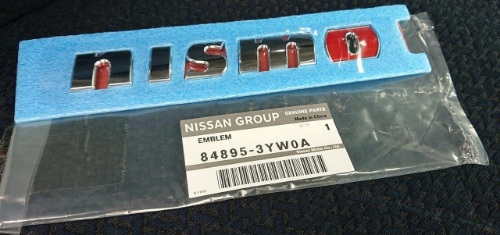 nismo
NISSAN GROUP GENUINE PARTS
Made in China
EMBLEM 1
84895-3YW0A